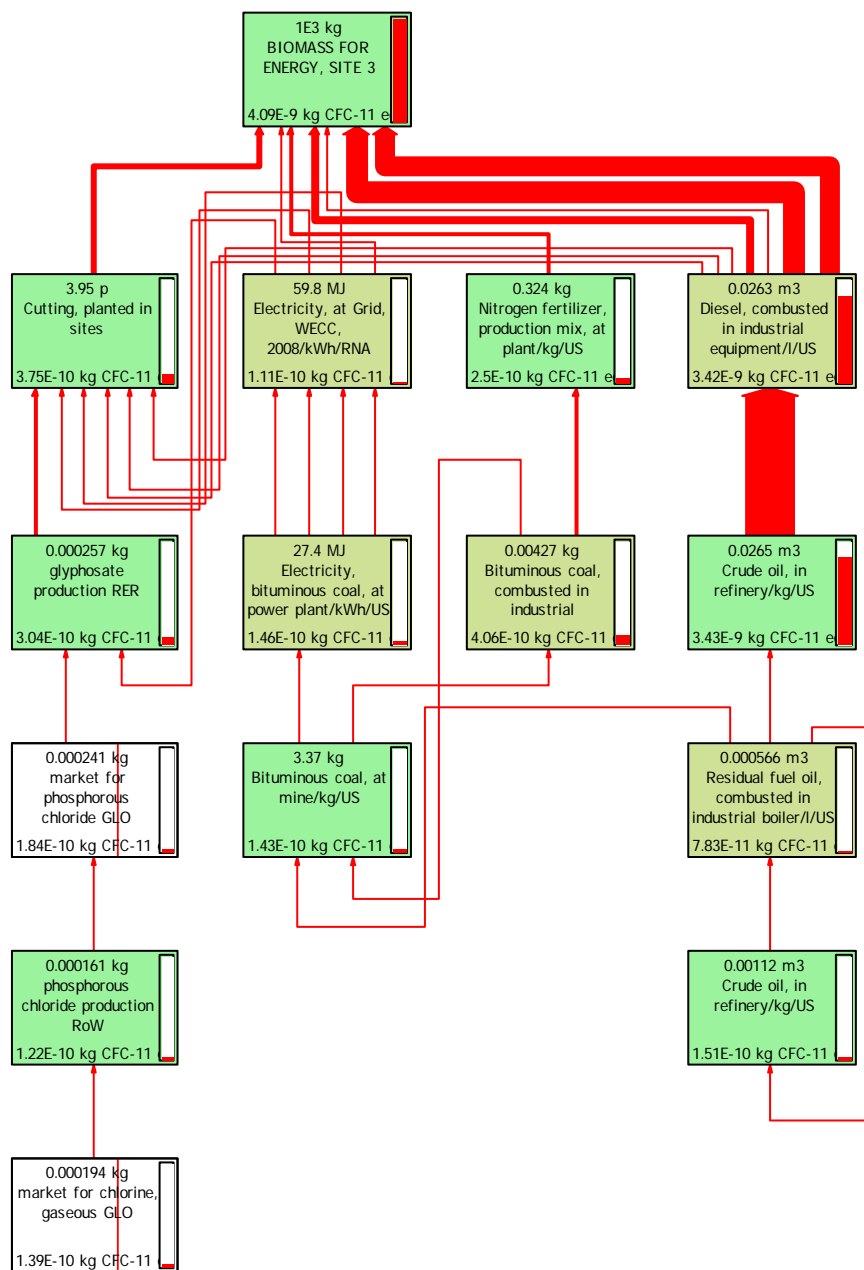 1E3 kg
BIOMASS FOR
ENERGY, SITE 3
4.09E-9 kg CFC-11 e
3.95 p
Cutting, planted in
sites
3.75E-10 kg CFC-11 e
59.8 MJ
Electricity, at Grid,
WECC,
2008/kWh/RNA
1.11E-10 kg CFC-11 e
0.324 kg
Nitrogen fertilizer,
production mix, at
plant/kg/US
2.5E-10 kg CFC-11 e
0.0263 m3
Diesel, combusted
in industrial
equipment/l/US
3.42E-9 kg CFC-11 e
0.000257 kg
glyphosate
production RER
3.04E-10 kg CFC-11 e
27.4 MJ
Electricity,
bituminous coal, at
power plant/kWh/US
1.46E-10 kg CFC-11 e
0.00427 kg
Bituminous coal,
combusted in
industrial
4.06E-10 kg CFC-11 e
0.0265 m3
Crude oil, in
refinery/kg/US
3.43E-9 kg CFC-11 e
0.000241 kg
market for
phosphorous
chloride GLO
1.84E-10 kg CFC-11
3.37 kg
Bituminous coal, at
mine/kg/US
1.43E-10 kg CFC-11
0.000566 m3
Residual fuel oil,
combusted in
industrial boiler/l/US
7.83E-11 kg CFC-11
0.000161 kg
phosphorous
chloride production
RoW
1.22E-10 kg CFC-11
0.00112 m3
Crude oil, in
refinery/kg/US
1.51E-10 kg CFC-11
0.000194 kg
market for chlorine,
gaseous GLO
1.39E-10 kg CFC-11